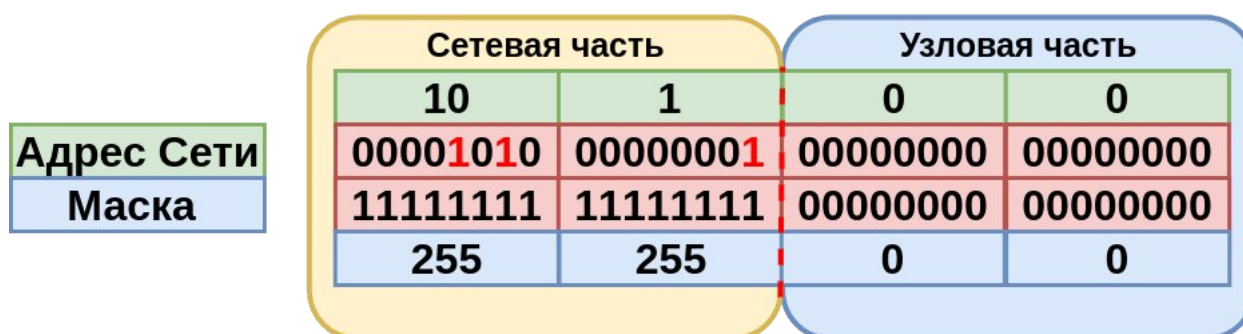 Сетевая часть Узловая часть
10 1 0 0
Адрес Сети 00001010 00000001 00000000 00000000
Маска 11111111 11111111 00000000 00000000
255 255 0 0